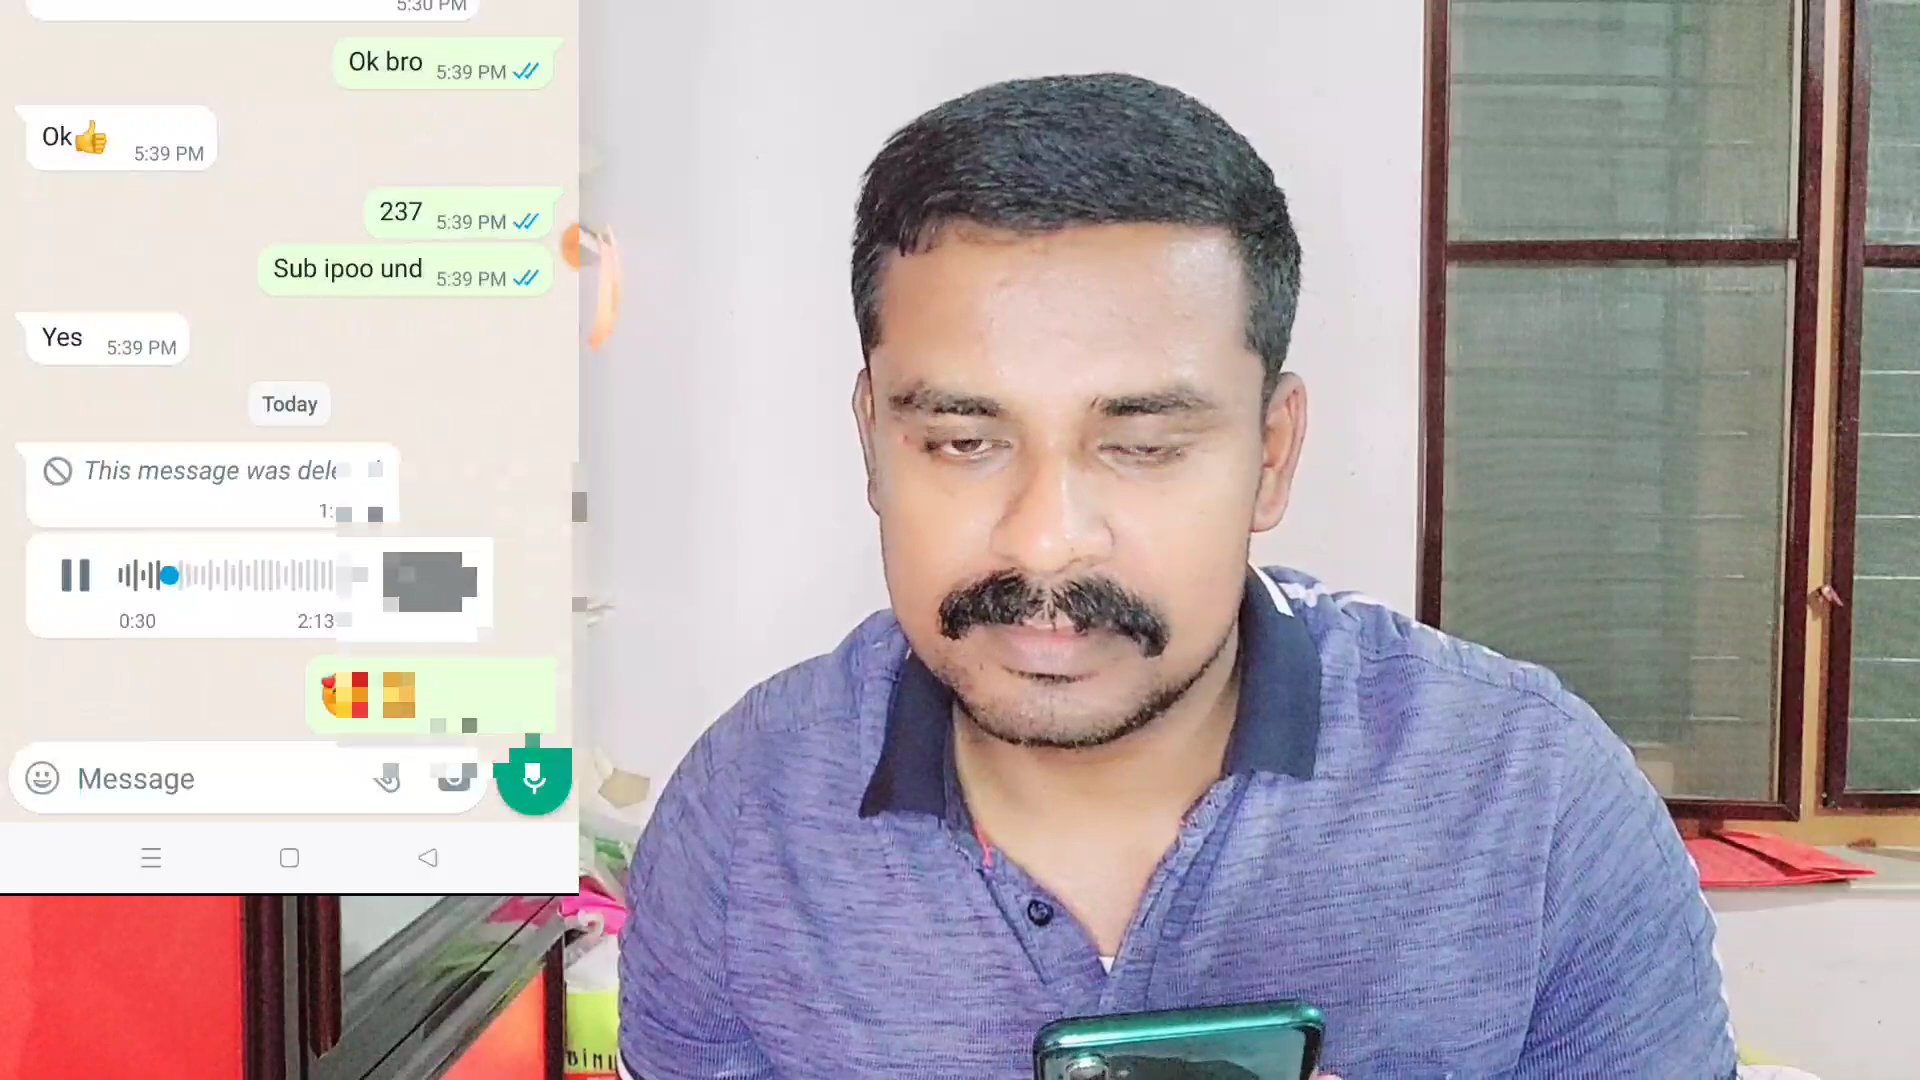 5:30 PM
Ok bro 5:39 PM
Ok👍 5:39 PM
237 5:39 PM
Sub ipoo und 5:39 PM
Yes 5:39 PM
Today
This message was dele
1:
0:30 2:13
Message